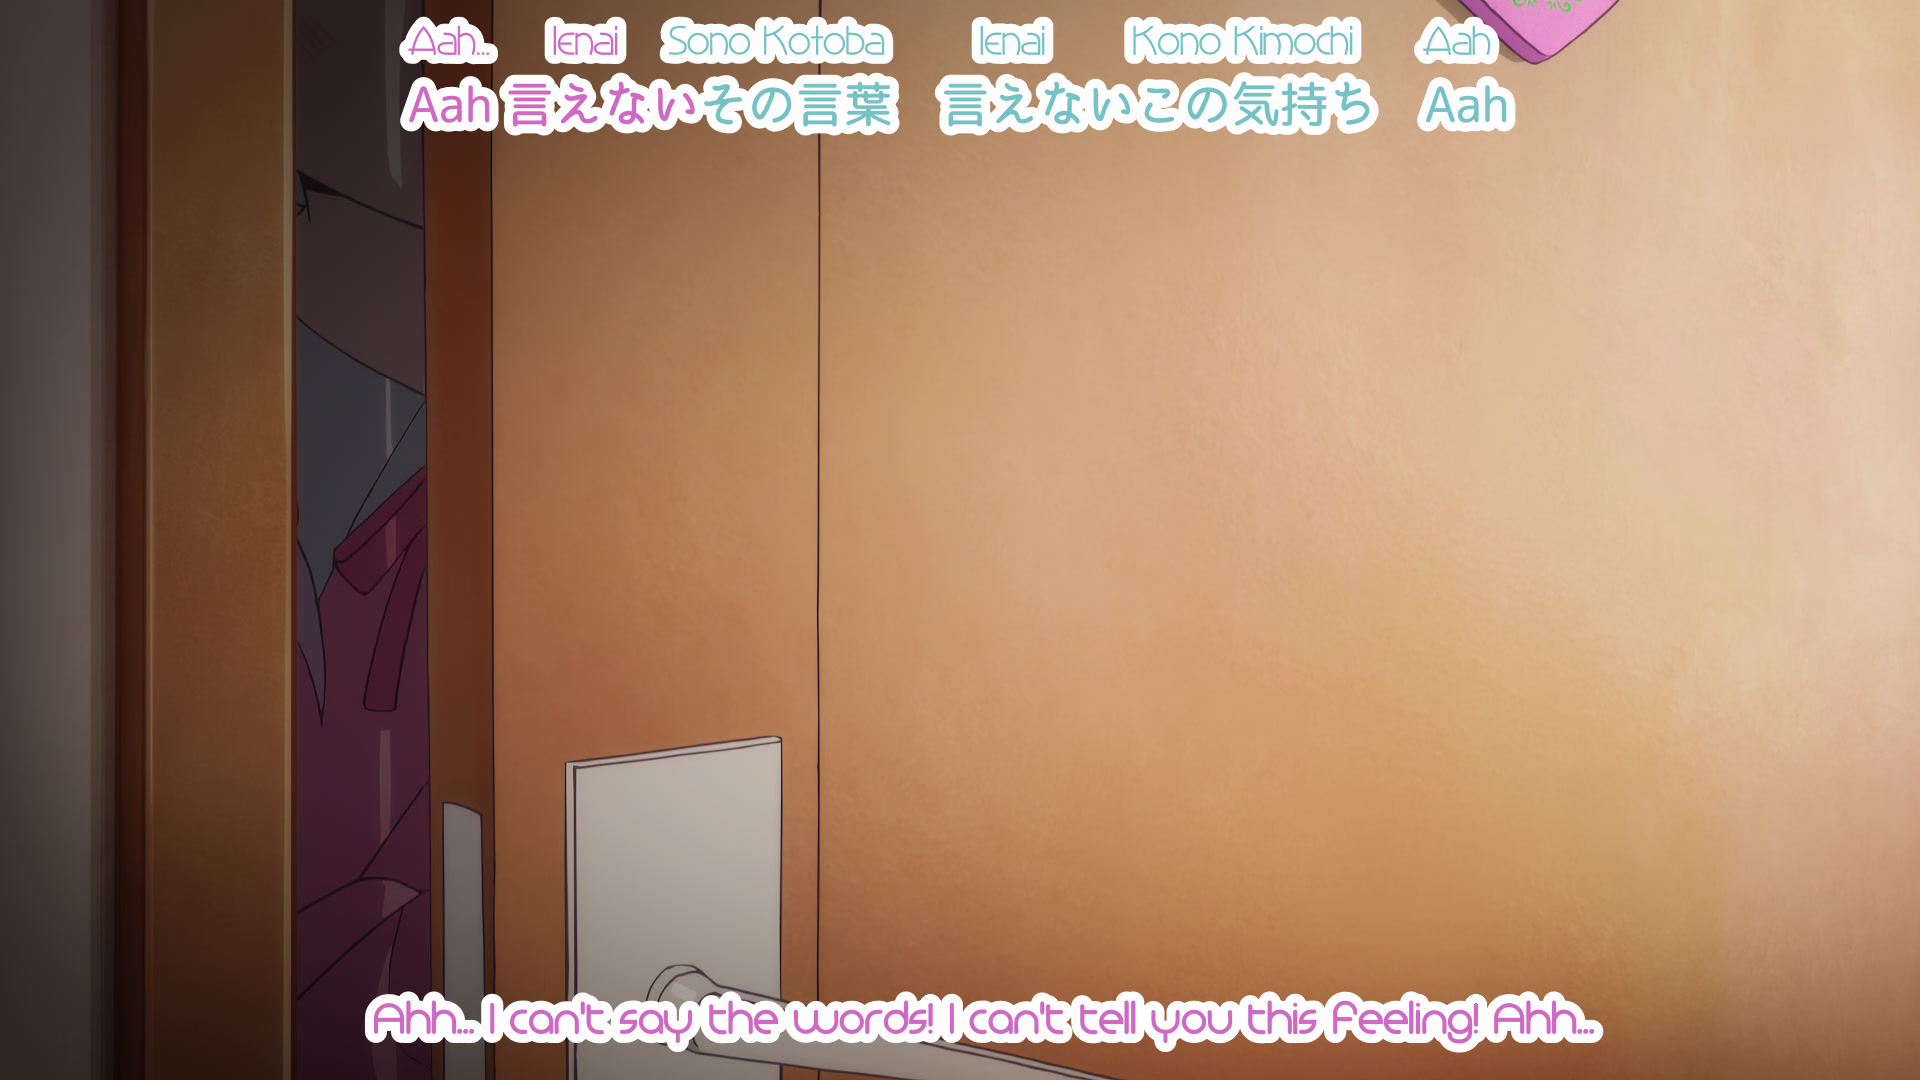 Aah... Ienai Sono Kotoba Ienai Kono Kimochi Aah
Aah 言えないその言葉　言えないこの気持ち　Aah
Ahh... I can't say the words! I can't tell you this feeling! Ahh...